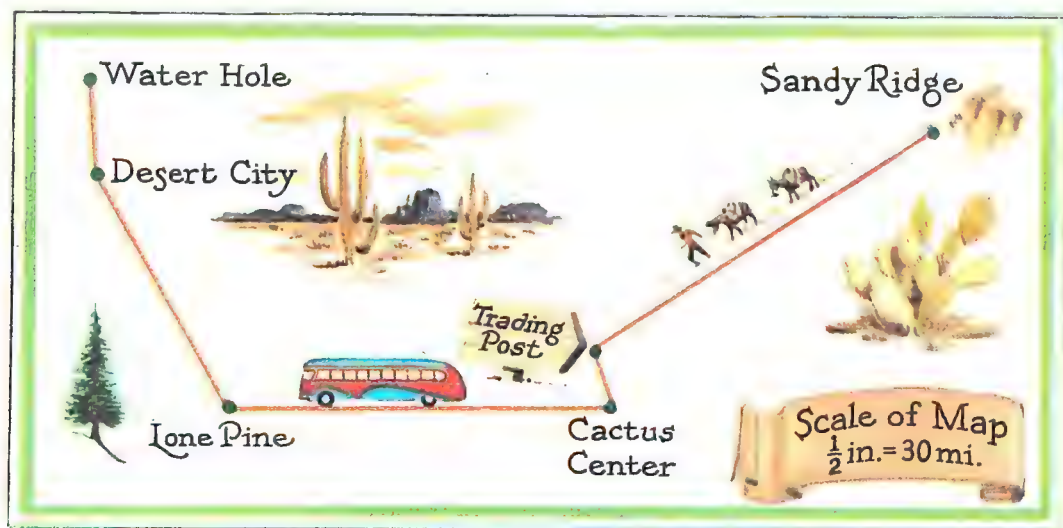 Water Hole
Sandy Ridge
Desert City
Trading
Post
Lone Pine
Cactus
Center
Scale of Map
½ in. = 30 mi.